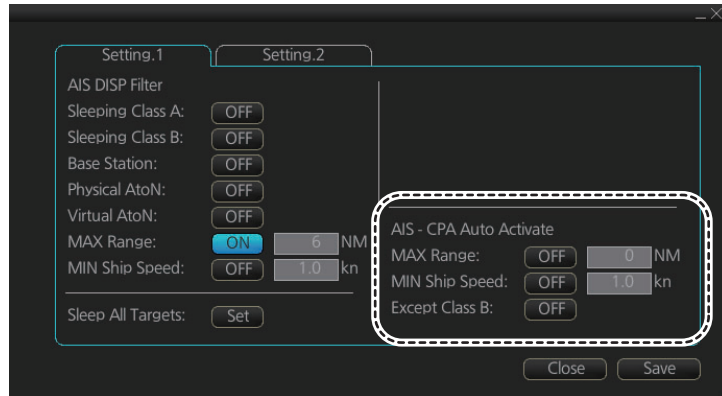 Setting.1 Setting.2
AIS DISP Filter
Sleeping Class A: OFF
Sleeping Class B: OFF
Base Station: OFF
Physical AtoN: OFF
Virtual AtoN: OFF
MAX Range: ON 6 NM
MIN Ship Speed: OFF 1.0 kn
Sleep All Targets: Set
AIS - CPA Auto Activate
MAX Range: OFF 0 NM
MIN Ship Speed: OFF 1.0 kn
Except Class B: OFF
Close Save